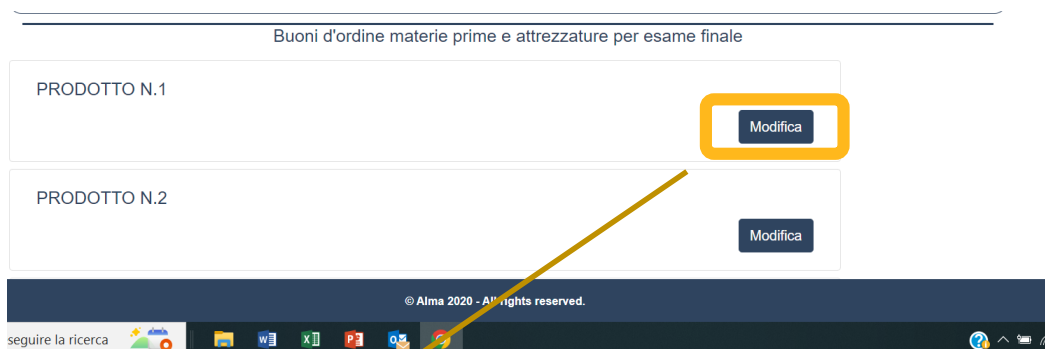 Buoni d'ordine materie prime e attrezzature per esame finale
PRODOTTO N.1
Modifica
PRODOTTO N.2
Modifica
© Alma 2020 - All rights reserved.
seguire la ricerca